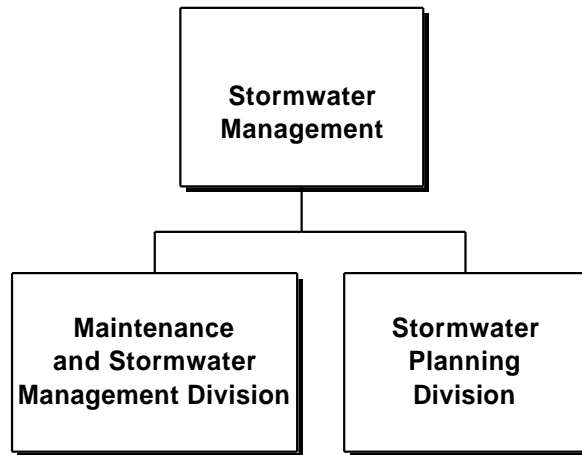 Stormwater
Management
Maintenance
and Stormwater
Management Division
Stormwater
Planning
Division